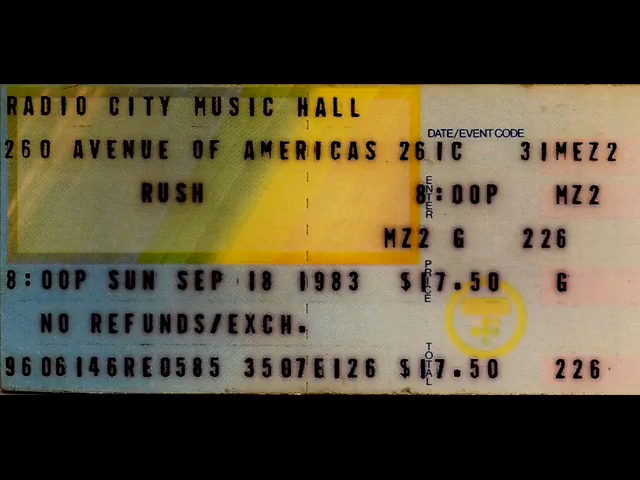 RADIO CITY MUSIC HALL
DATE/EVENT CODE
260 AVENUE OF AMERICAS 26IC 31MEZ2
RUSH ENTER 8:00P MZ2
MZ2 G 226
8:00P SUN SEP 18 1983 PRICE $17.50 G
NO REFUNDS/EXCH.
9606146RE0585 3507E126 TOTAL $17.50 226